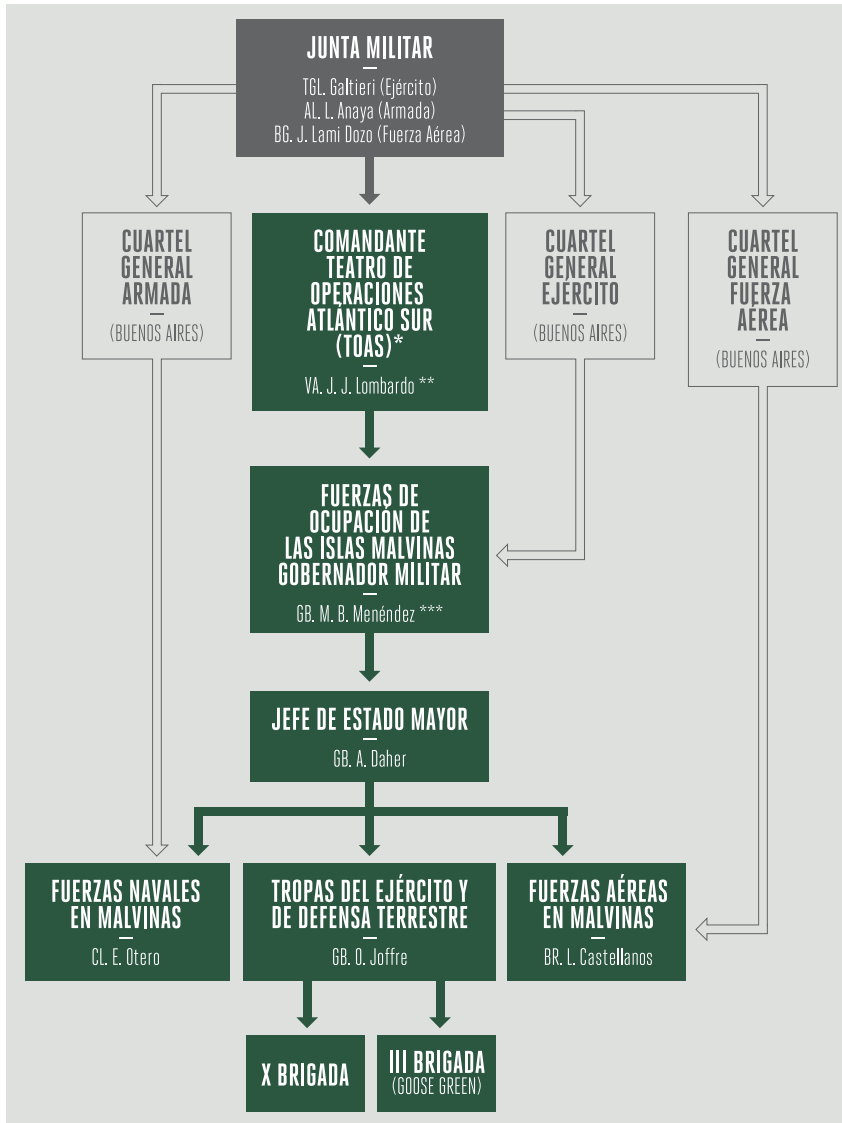 JUNTA MILITAR
TGL. Galtieri (Ejército)
AL. L. Anaya (Armada)
BG. J. Lami Dozo (Fuerza Aérea)
CUARTEL
GENERAL
ARMADA
(BUENOS AIRES)
COMANDANTE
TEATRO DE
OPERACIONES
ATLÁNTICO SUR
(TOAS)*
VA. J. J. Lombardo **
CUARTEL
GENERAL
EJÉRCITO
(BUENOS AIRES)
CUARTEL
GENERAL
FUERZA
AÉREA
(BUENOS AIRES)
FUERZAS DE
OCUPACIÓN DE
LAS ISLAS MALVINAS
GOBERNADOR MILITAR
GB. M. B. Menéndez ***
JEFE DE ESTADO MAYOR
GB. A. Daher
FUERZAS NAVALES
EN MALVINAS
CL. E. Otero
TROPAS DEL EJÉRCITO Y
DE DEFENSA TERRESTRE
GB. O. Joffre
FUERZAS AÉREAS
EN MALVINAS
BR. L. Castellanos
X BRIGADA
III BRIGADA
(GOOSE GREEN)